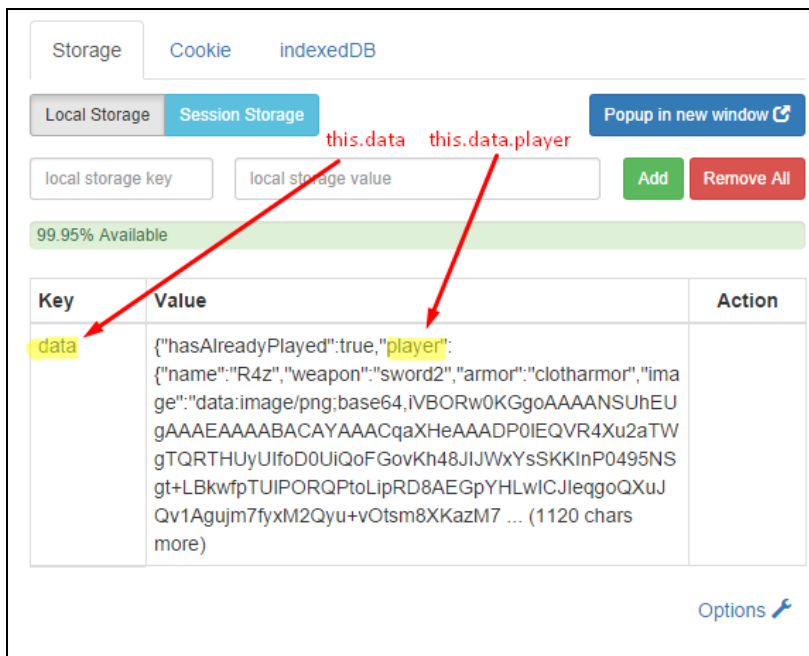 Storage Cookie indexedDB
Local Storage Session Storage Popup in new window
this.data this.data.player
local storage key local storage value Add Remove All
99.95% Available
Key Value Action
data {"hasAlreadyPlayed":true,"player":
{"name":"R4z","weapon":"sword2","armor":"clotharmor","ima
ge":"data:image/png;base64,iVBORw0KGgoAAAANSUhEU
gAAAEAAAABACAYAAACqaXHeAAADP0lEQVR4Xu2aTW
gTQRTHUyUIfoD0UiQoFGovKh48JIJWxYsSKKInP0495NS
gt+LBkwfpTUIPORQPtoLipRD8AEGpYHLwICJIeqgoQXuJ
Qv1Agujm7fyxM2Qyu+vOtsm8XKazM7 ... (1120 chars
more)
Options